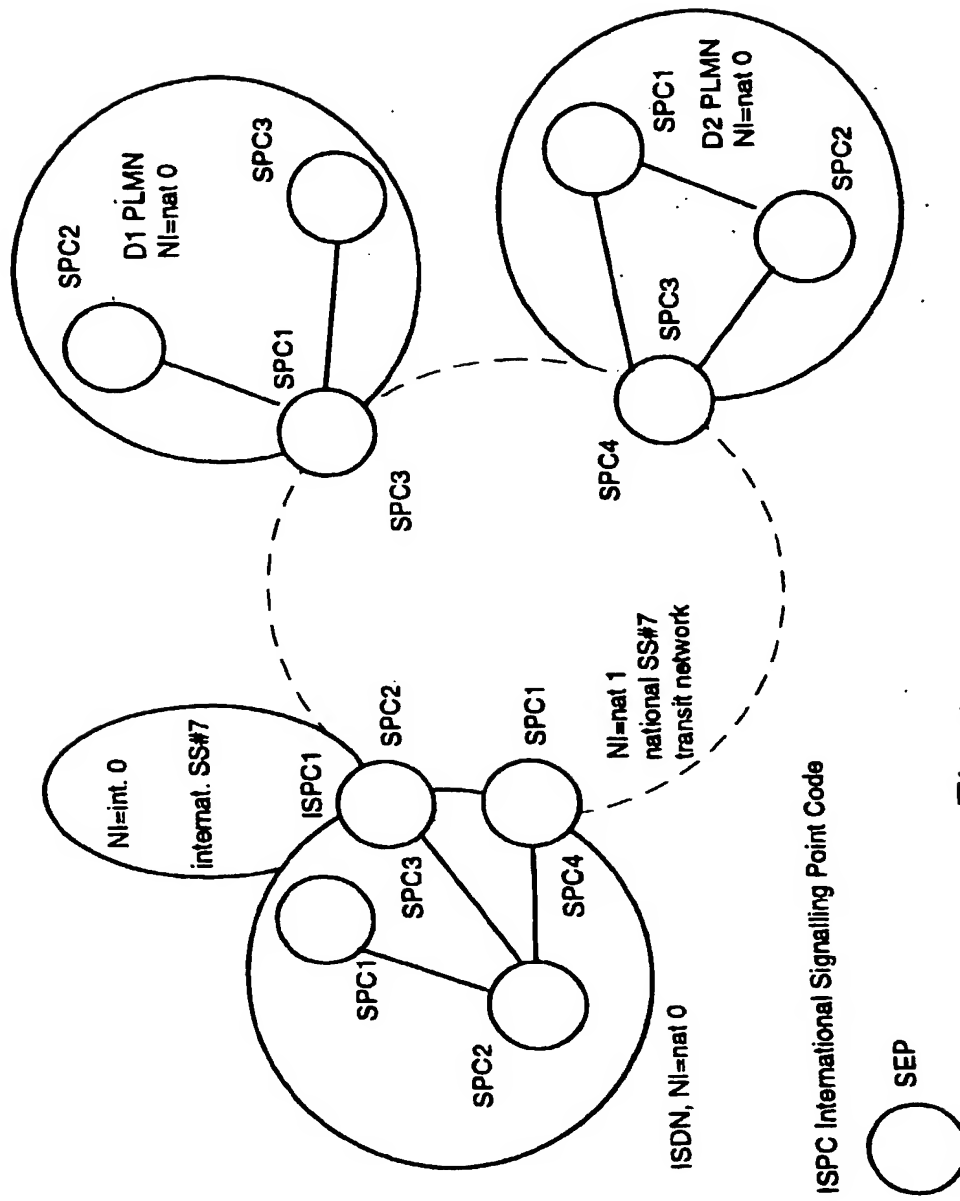 NI=int. 0
internat. SS#7
SPC2
D1 PLMN
NI=nat 0
SPC3
SPC1
ISPC1
SPC1
SPC2
SPC3
SPC3
SPC2
SPC1
SPC4
SPC4
SPC3
SPC1
NI=nat 1
national SS#7
transit network
D2 PLMN
NI=nat 0
ISDN, NI=nat 0
SPC2
ISPC International Signalling Point Code
SEP